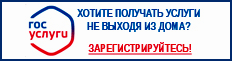 гос
услуги
ХОТИТЕ ПОЛУЧАТЬ УСЛУГИ
НЕ ВЫХОДЯ ИЗ ДОМА?
ЗАРЕГИСТРИРУЙТЕСЬ!